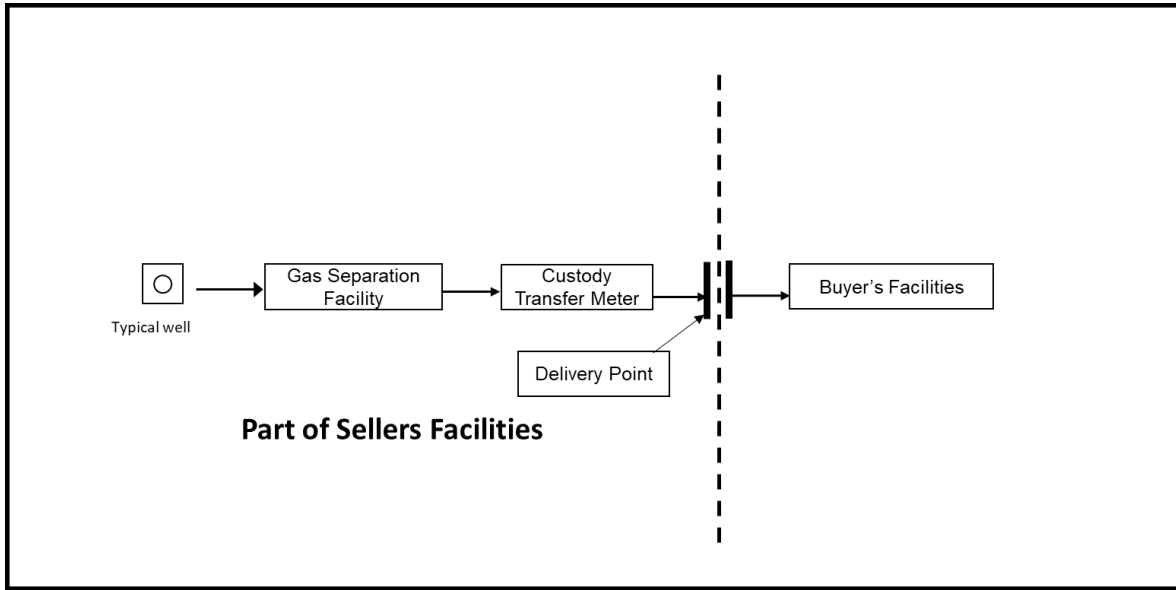 Gas Separation
Facility
Custody
Transfer Meter
Buyer's Facilities
Typical well
Delivery Point
Part of Sellers Facilities